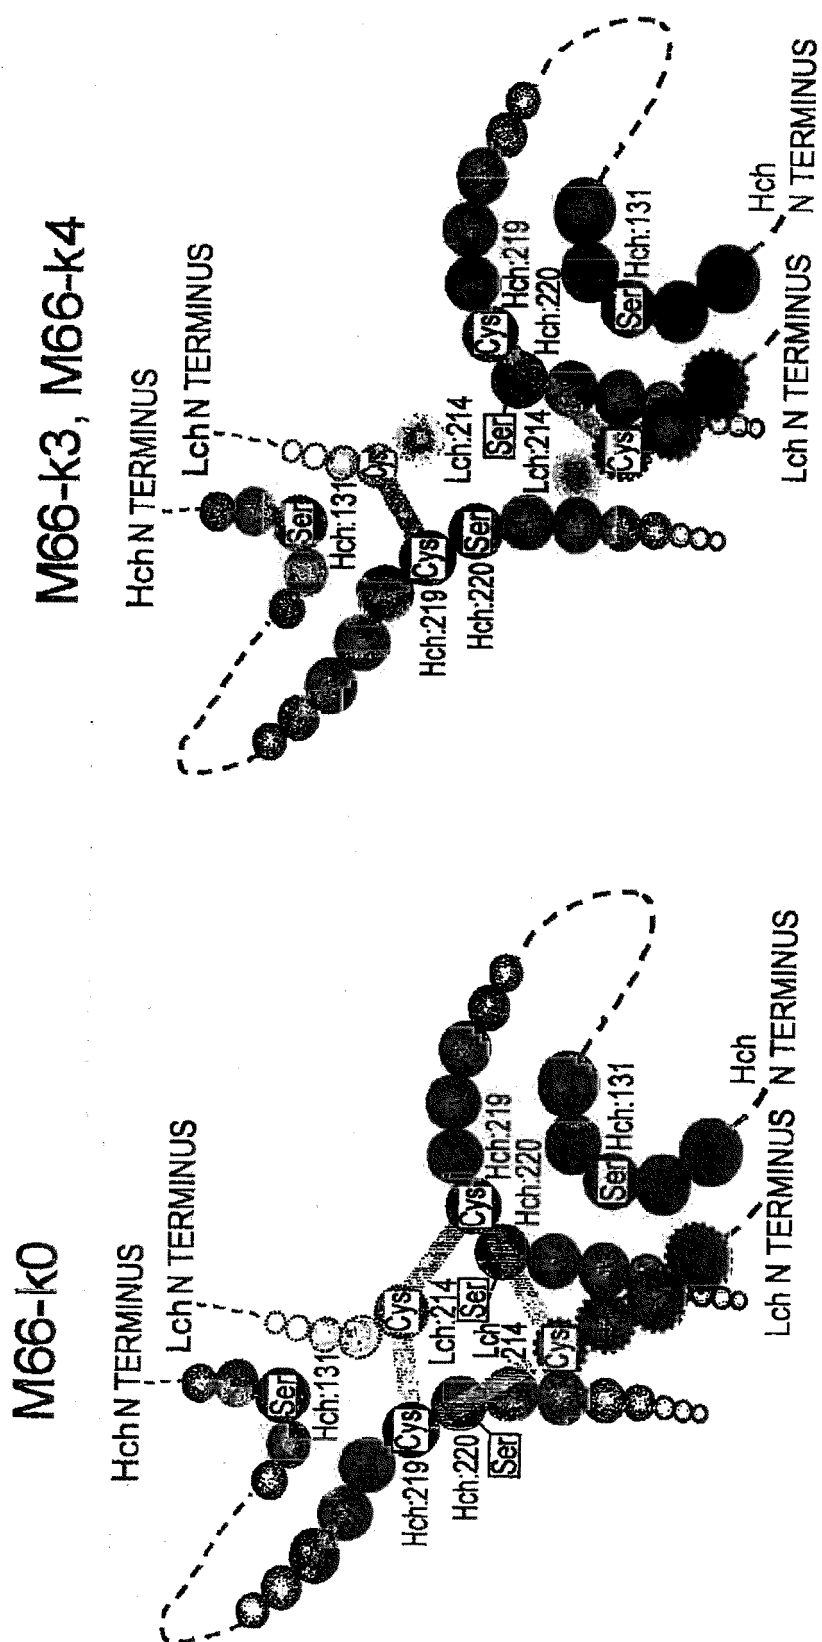 M66-k0
Hch N TERMINUS
Lch N TERMINUS
Ser
Hch:131
Cys
Hch:219
Cys
Lch:214
Cys
Hch:219
Hch:220
Ser
Hch:220
Ser
Lch
:214
Cys
Ser
Hch:131
Hch
N TERMINUS
Lch N TERMINUS
M66-k3, M66-k4
Hch N TERMINUS
Lch N TERMINUS
Ser
Hch:131
Cys
Lch:214
Cys
Hch:219
Ser
Hch:220
Cys
Hch:219
Hch:220
Ser
Lch:214
Cys
Ser
Hch:131
Hch
N TERMINUS
Lch N TERMINUS